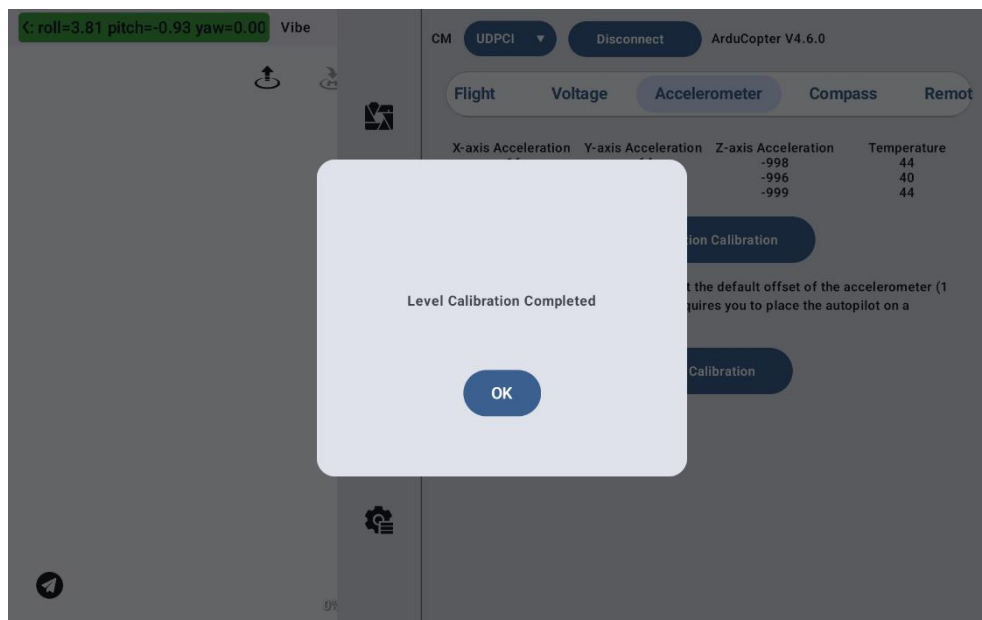 <: roll=3.81 pitch=-0.93 yaw=0.00 Vibe
CM UDPCI Disconnect ArduCopter V4.6.0
Flight Voltage Accelerometer Compass Remot
X-axis Acceleration Y-axis Acceleration Z-axis Acceleration Temperature
-998 44
-996 40
-999 44
ion Calibration
t the default offset of the accelerometer (1
quires you to place the autopilot on a
Calibration
Level Calibration Completed
OK